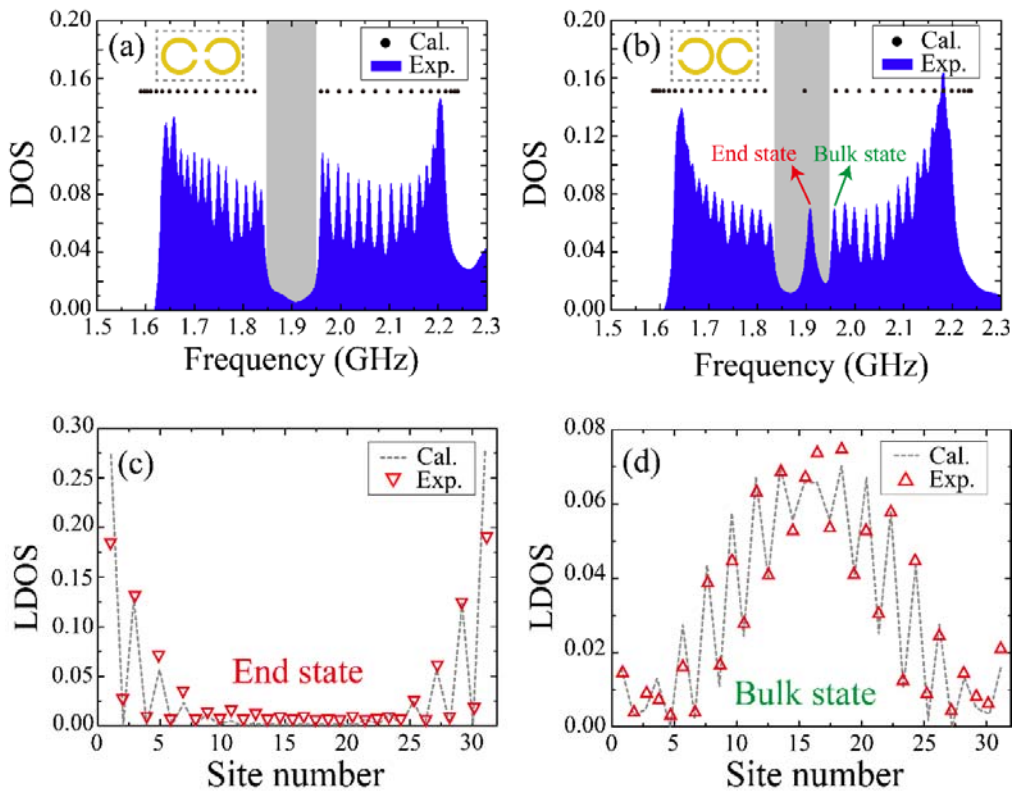 (a)
Cal.
Exp.
DOS
0.20
0.16
0.12
0.08
0.04
0.00
1.5 1.6 1.7 1.8 1.9 2.0 2.1 2.2 2.3
Frequency (GHz)
(b)
Cal.
Exp.
End state
Bulk state
DOS
0.20
0.16
0.12
0.08
0.04
0.00
1.5 1.6 1.7 1.8 1.9 2.0 2.1 2.2 2.3
Frequency (GHz)
(c)
Cal.
Exp.
End state
LDOS
0.30
0.25
0.20
0.15
0.10
0.05
0.00
0 5 10 15 20 25 30
Site number
(d)
Cal.
Exp.
Bulk state
LDOS
0.08
0.06
0.04
0.02
0.00
0 5 10 15 20 25 30
Site number